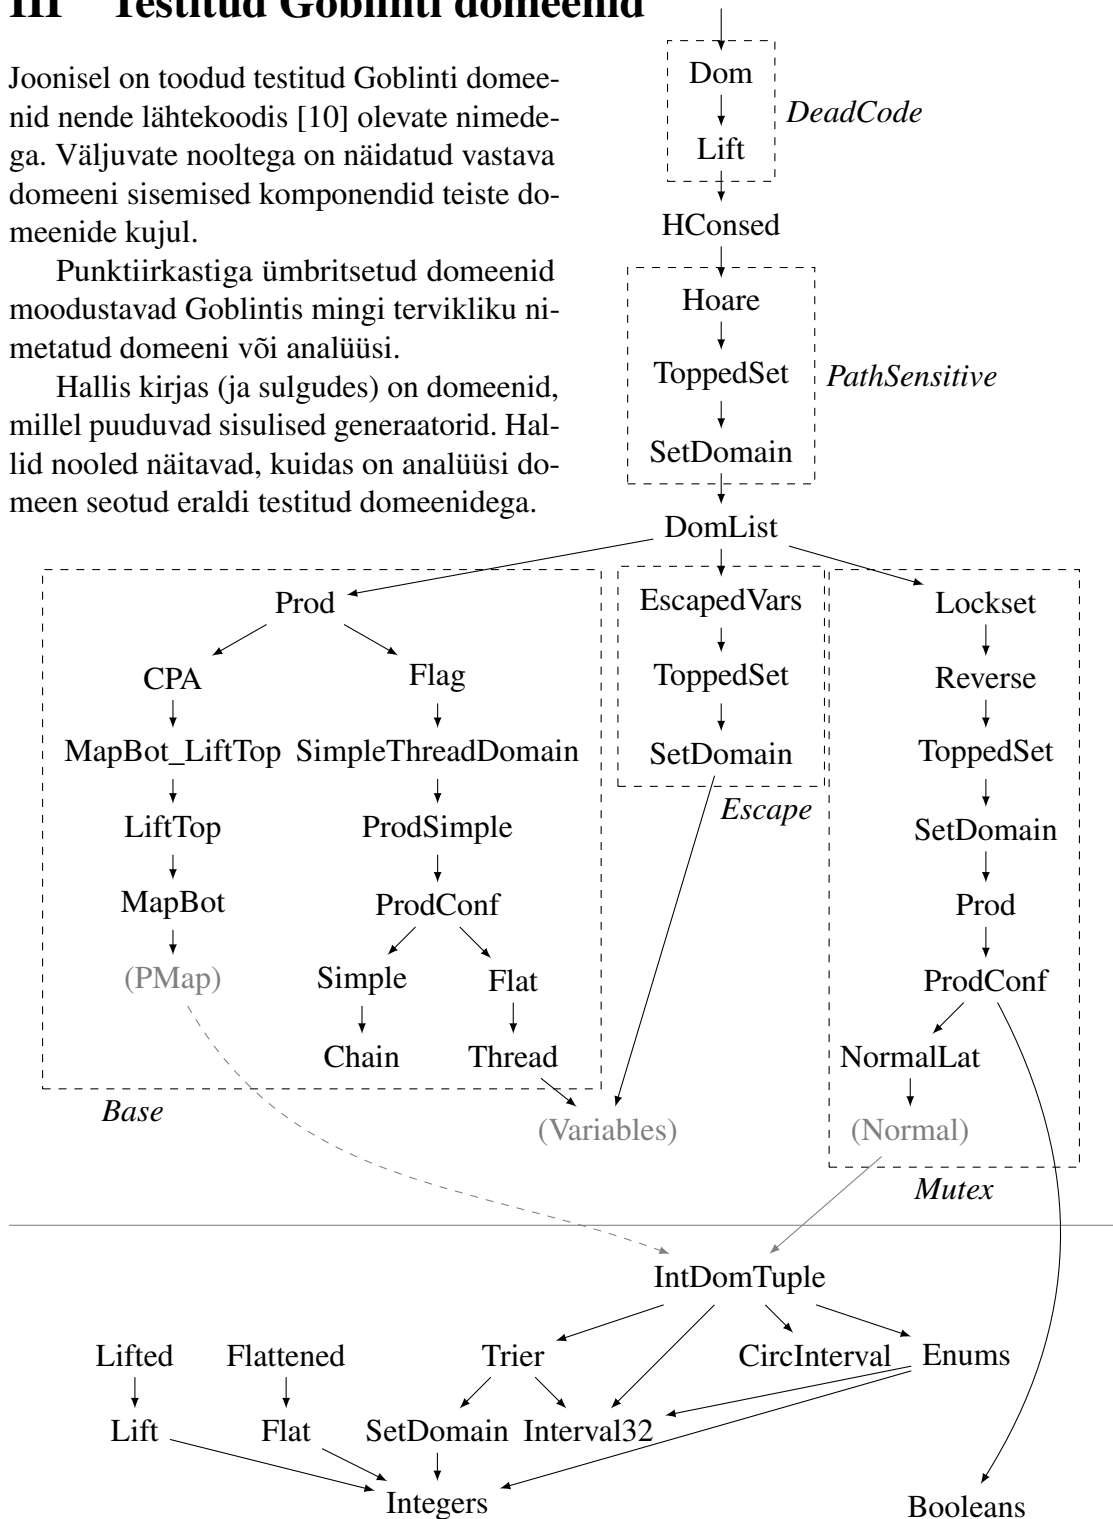 III Testitud Goblinti domeenid
Joonisel on toodud testitud Goblinti domee-
nid nende lähtekoodis [10] olevate nimede-
ga. Väljuvate nooltega on näidatud vastava
domeeni sisemised komponendid teiste do-
meenide kujul.
Punktiirkastiga ümbritsetud domeenid
moodustavad Goblintis mingi tervikliku ni-
metatud domeeni või analüüsi.
Hallis kirjas (ja sulgudes) on domeenid,
millel puuduvad sisulised generaatorid. Hal-
lid nooled näitavad, kuidas on analüüsi do-
meen seotud eraldi testitud domeenidega.
Dom
DeadCode
Lift
HConsed
Hoare
ToppedSet
PathSensitive
SetDomain
DomList
Prod EscapedVars Lockset
CPA Flag ToppedSet Reverse
MapBot_LiftTop SimpleThreadDomain SetDomain ToppedSet
Escape
LiftTop ProdSimple SetDomain
MapBot ProdConf Prod
(PMap) Simple Flat ProdConf
Chain Thread NormalLat
Base
(Variables) (Normal)
Mutex
IntDomTuple
Lifted Flattened Trier CircInterval Enums
Lift Flat SetDomain Interval32
Integers Booleans